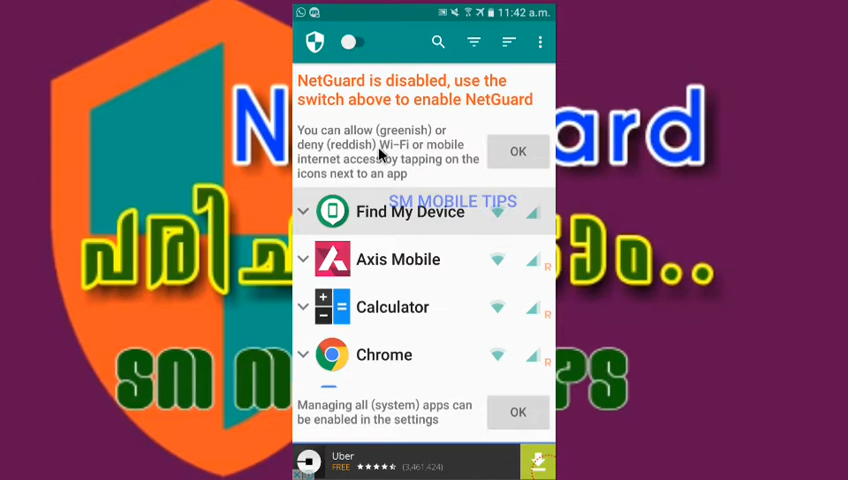 11:42 a.m.
NetGuard is disabled, use the
switch above to enable NetGuard
You can allow (greenish) or
deny (reddish) Wi-Fi or mobile
internet access by tapping on the
icons next to an app
OK
SM MOBILE TIPS
Find My Device
Axis Mobile
R
Calculator
R
Chrome
R
Managing all (system) apps can
be enabled in the settings
OK
Uber
FREE
(3,461,424)